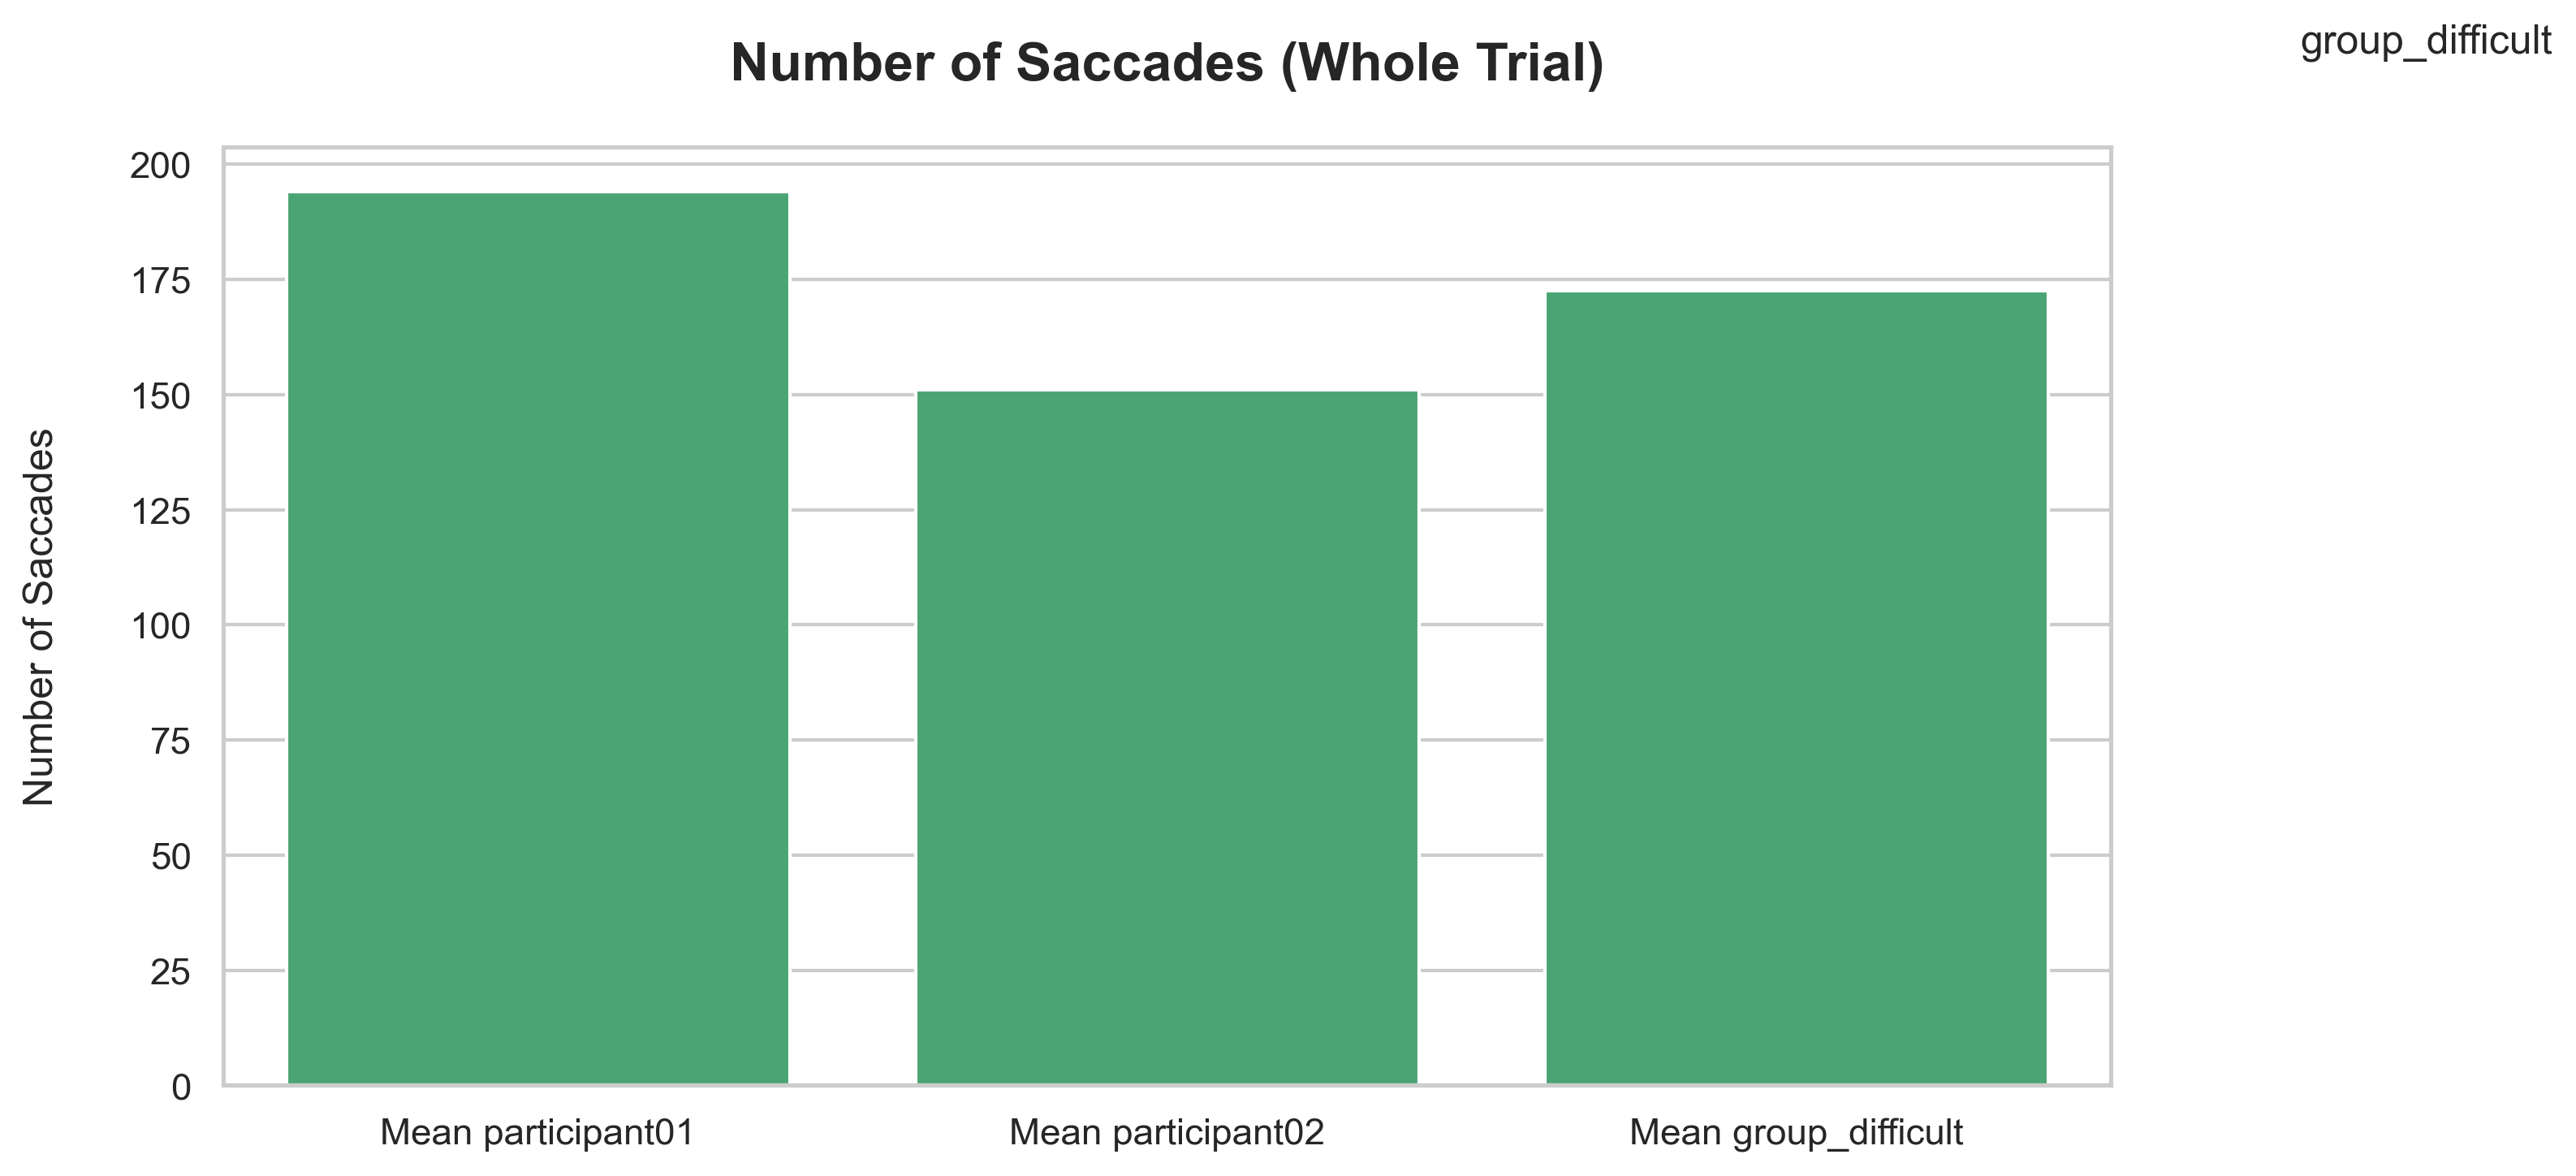 group_difficult
Number of Saccades (Whole Trial)
Number of Saccades
200
175
150
125
100
75
50
25
0
Mean participant01
Mean participant02
Mean group_difficult